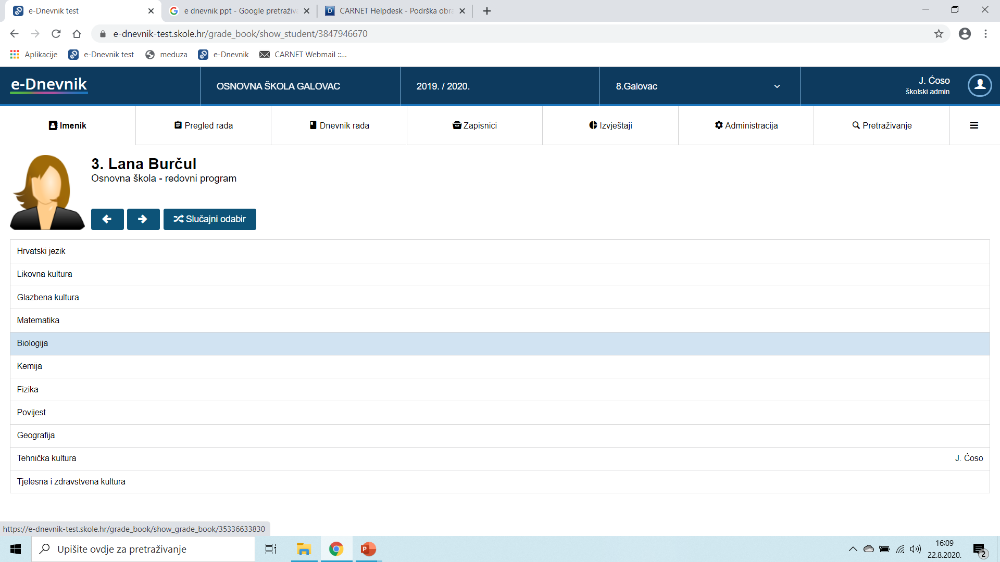 e-Dnevnik test
e dnevnik ppt - Google pretraživ
CARNET Helpdesk - Podrška obra
e-dnevnik-test.skole.hr/grade_book/show_student/3847946670
Aplikacije
e-Dnevnik test
meduza
e-Dnevnik
CARNET Webmail ::...
e-Dnevnik
OSNOVNA ŠKOLA GALOVAC
2019. / 2020.
8.Galovac
J. Ćoso
školski admin
Imenik
Pregled rada
Dnevnik rada
Zapisnici
Izvještaji
Administracija
Pretraživanje
3. Lana Burčul
Osnovna škola - redovni program
Slučajni odabir
Hrvatski jezik
Likovna kultura
Glazbena kultura
Matematika
Biologija
Kemija
Fizika
Povijest
Geografija
Tehnička kultura J. Ćoso
Tjelesna i zdravstvena kultura
https://e-dnevnik-test.skole.hr/grade_book/show_grade_book/35336633830
Upišite ovdje za pretraživanje
16:09
22.8.2020.
2